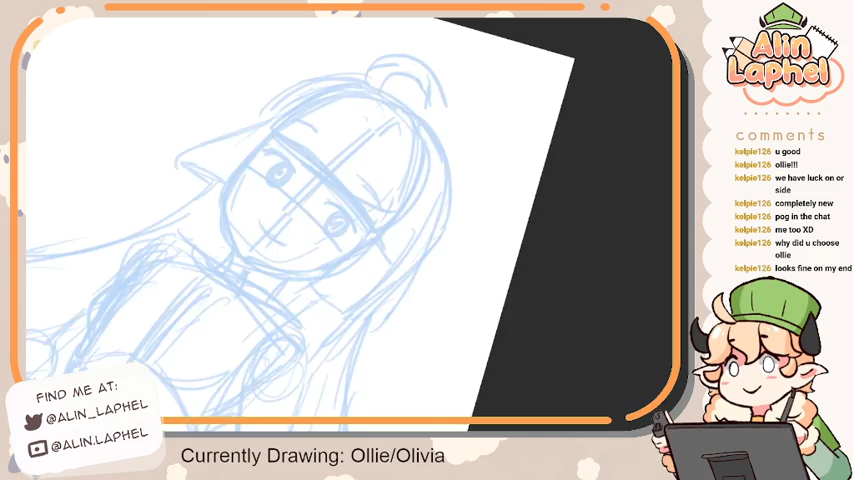 Alin
Laphel
comments
kelpie126 u good
kelpie126 ollie!!!
kelpie126 we have luck on or
side
kelpie126 completely new
kelpie126 pog in the chat
kelpie126 me too XD
kelpie126 why did u choose
ollie
kelpie126 looks fine on my end
FIND ME AT:
@ALIN_LAPHEL
@ALIN.LAPHEL
Currently Drawing: Ollie/Olivia